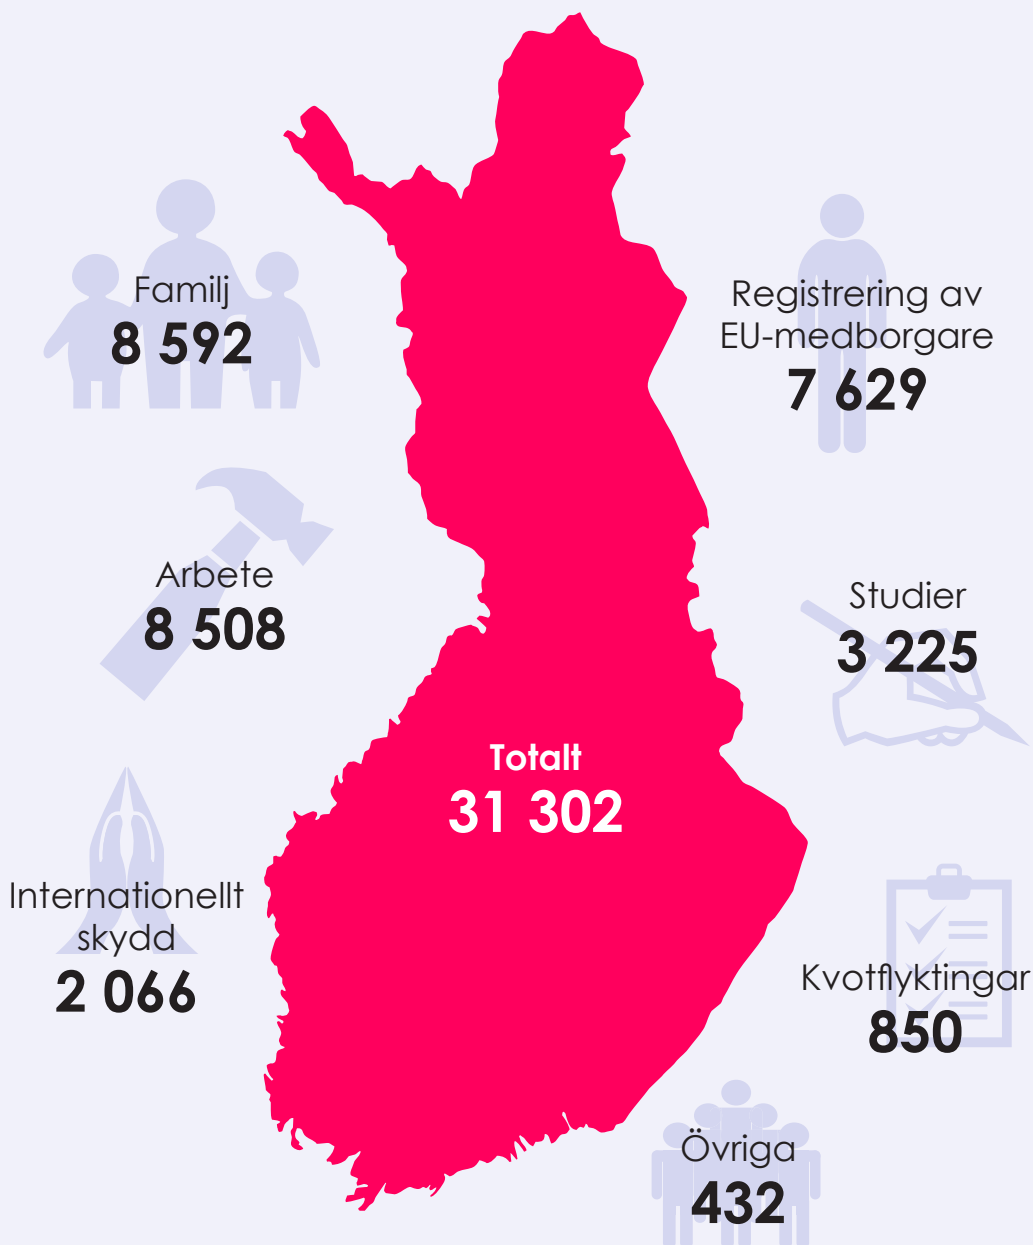 Familj
8 592
Registrering av
EU-medborgare
7 629
Arbete
8 508
Studier
3 225
Totalt
31 302
Internationellt
skydd
2 066
Kvotflyktingar
850
Övriga
432